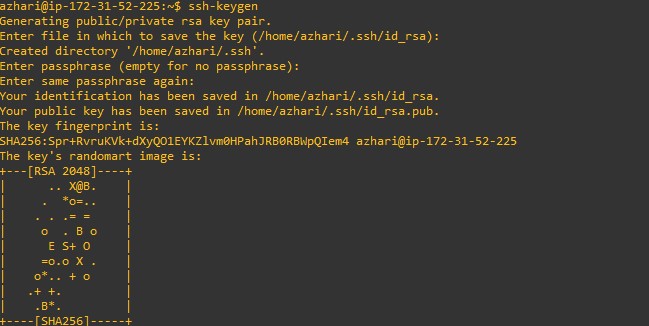 azhari@ip-172-31-52-225:~$ ssh-keygen
Generating public/private rsa key pair.
Enter file in which to save the key (/home/azhari/.ssh/id_rsa):
Created directory '/home/azhari/.ssh'.
Enter passphrase (empty for no passphrase):
Enter same passphrase again:
Your identification has been saved in /home/azhari/.ssh/id_rsa.
Your public key has been saved in /home/azhari/.ssh/id_rsa.pub.
The key fingerprint is:
SHA256:Spr+RvruKVk+dXyQO1EYKZlvm0HPahJRB0RBWpQIem4 azhari@ip-172-31-52-225
The key's randomart image is:
+---[RSA 2048]----+
|      .. X@B.    |
|     .  *o=..    |
|    . . .= =     |
|     o  . B o    |
|      E S+ O     |
|     =o.o X .    |
|    o*.. + o     |
|   .+ +.         |
|    .B*.         |
+----[SHA256]-----+